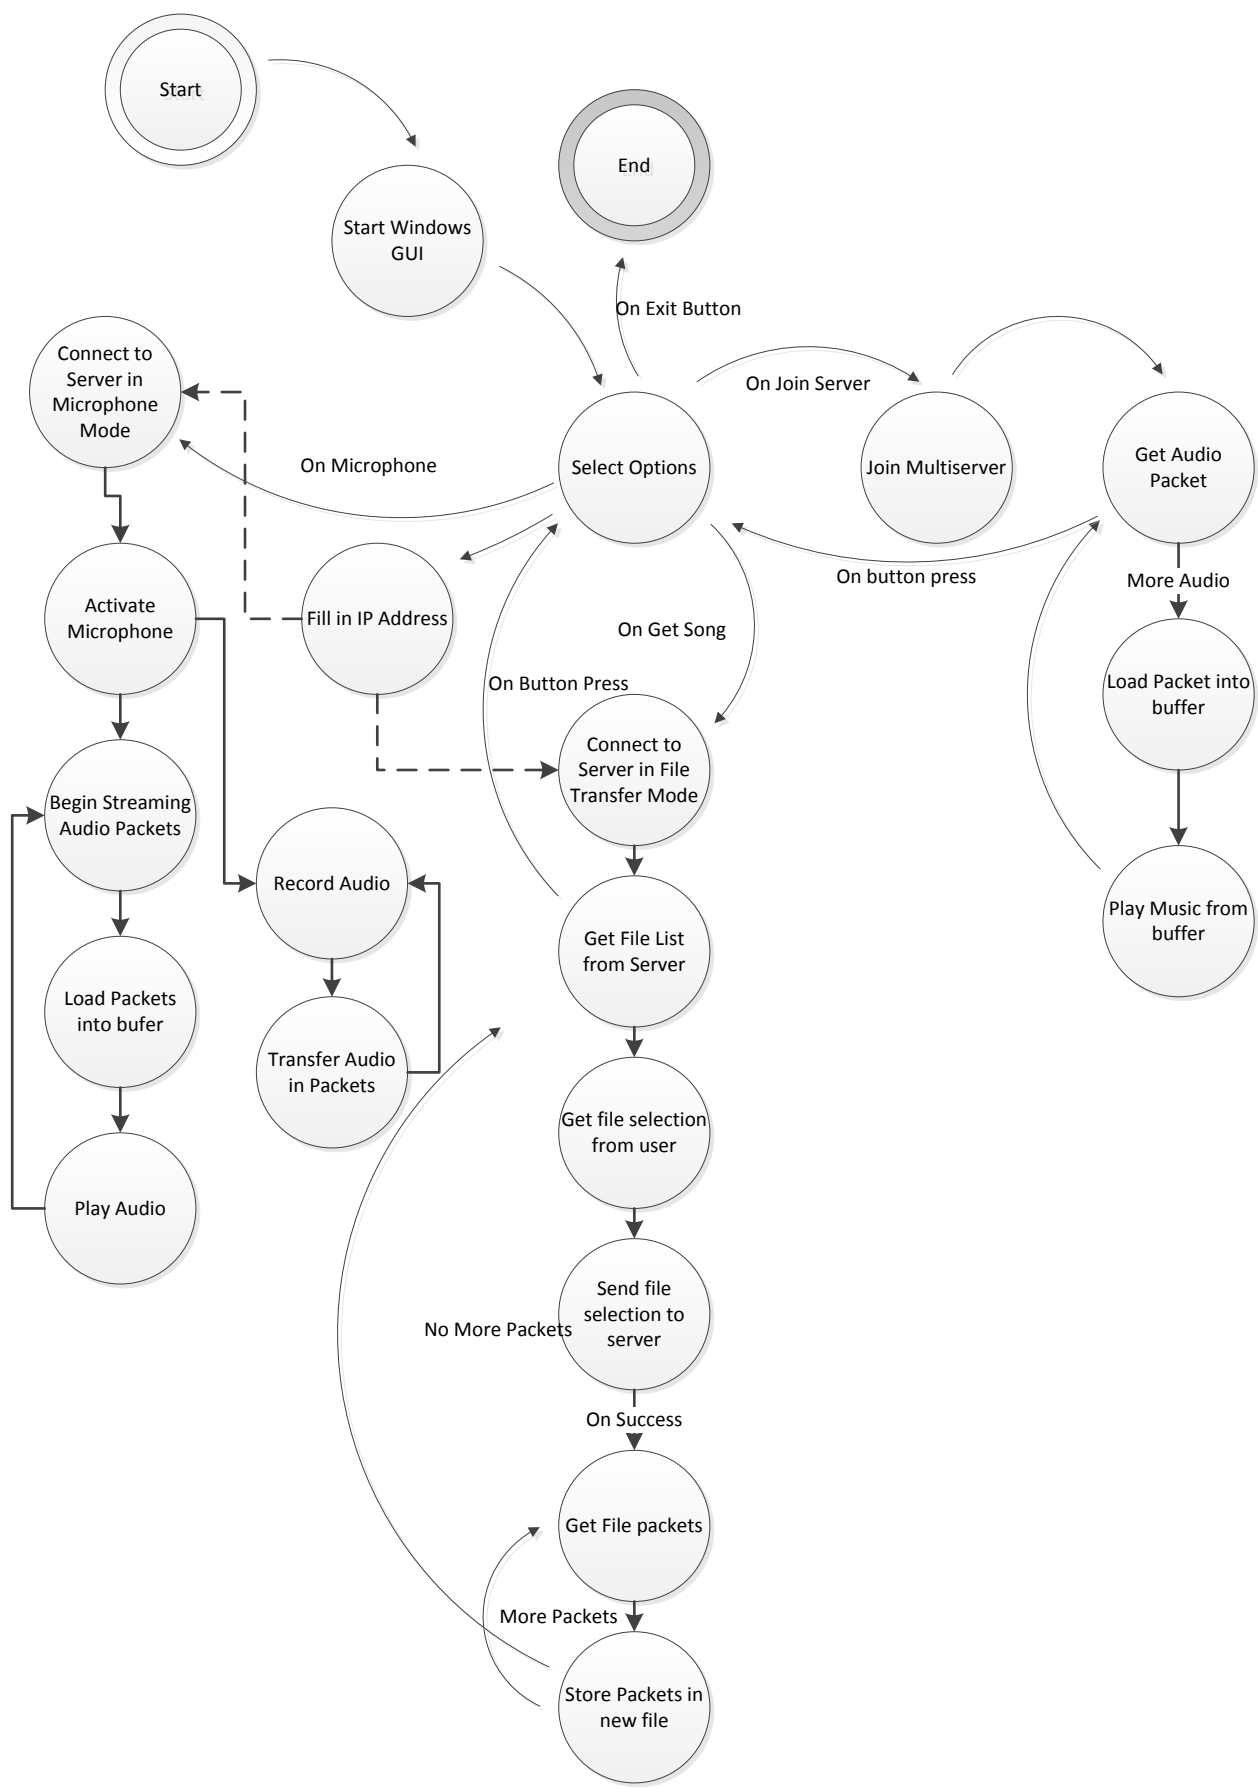 Start
End
Start Windows
GUI
On Exit Button
Connect to
Server in
Microphone
Mode
On Join Server
On Microphone
Select Options
Join Multiserver
Get Audio
Packet
On button press
More Audio
Activate
Microphone
Fill in IP Address
On Get Song
On Button Press
Load Packet into
buffer
Connect to
Server in File
Transfer Mode
Begin Streaming
Audio Packets
Record Audio
Get File List
from Server
Play Music from
buffer
Load Packets
into bufer
Transfer Audio
in Packets
Get file selection
from user
Play Audio
Send file
selection to
server
No More Packets
On Success
Get File packets
More Packets
Store Packets in
new file